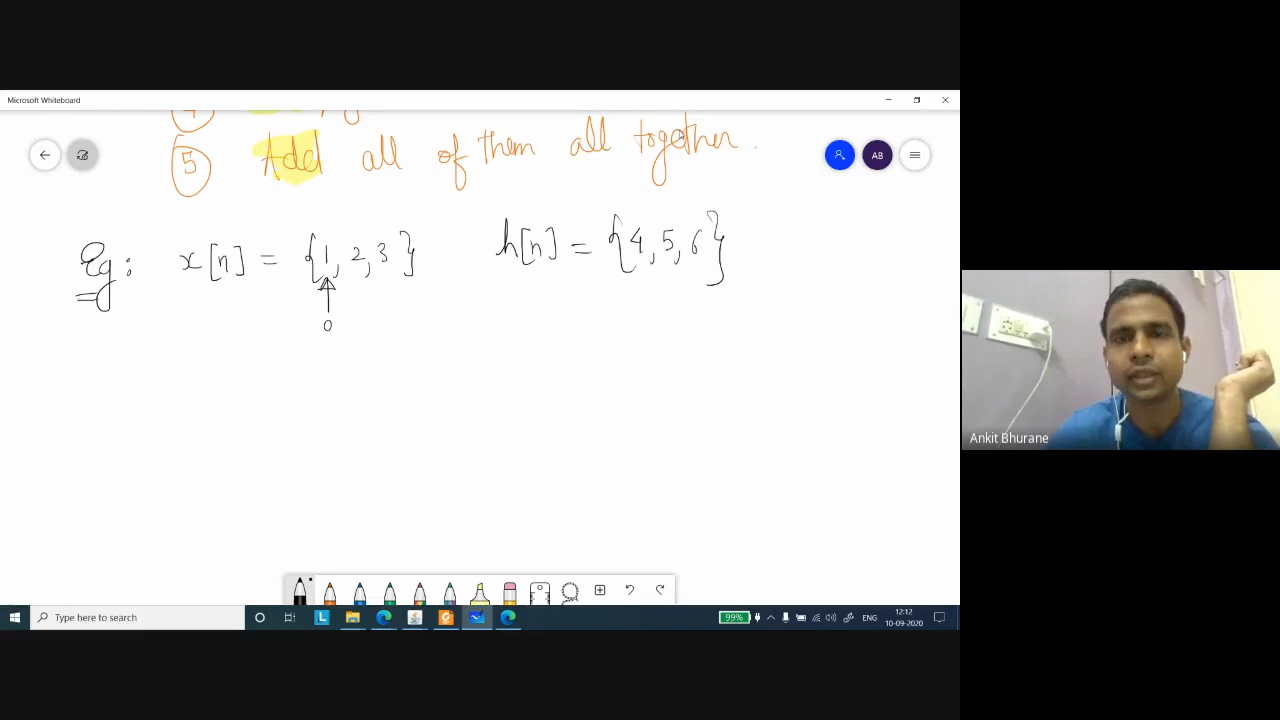 Microsoft Whiteboard
5 Add all of them all together.
AB
Eg: x[n] = {1, 2, 3} h[n] = {4, 5, 6}
↑
0
Ankit Bhurane
Type here to search
99%
ENG
12:12
10-09-2020